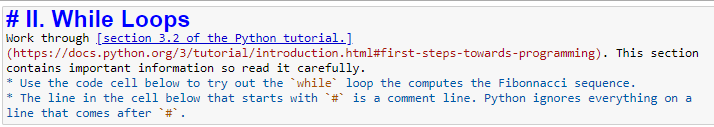 # II. While Loops
Work through [section 3.2 of the Python tutorial.]
(https://docs.python.org/3/tutorial/introduction.html#first-steps-towards-programming). This section
contains important information so read it carefully.
* Use the code cell below to try out the `while` loop the computes the Fibonacci sequence.
* The line in the cell below that starts with `#` is a comment line. Python ignores everything on a
line that comes after `#`.